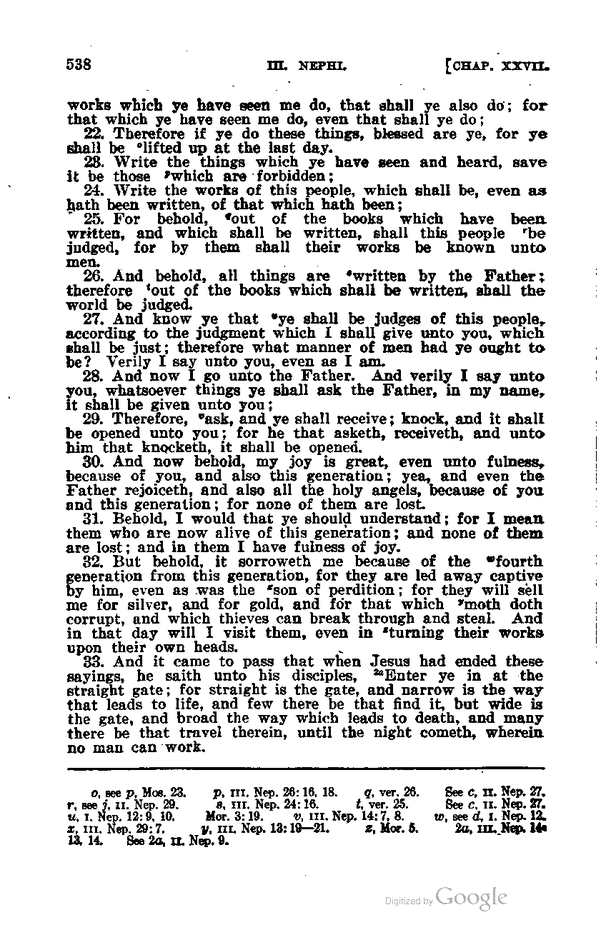 538 III. NEPHI. [CHAP. XXVII.
works which ye have seen me do, that shall ye also do; for
that which ye have seen me do, even that shall ye do;
22. Therefore if ye do these things, blessed are ye, for ye
shall be °lifted up at the last day.
23. Write the things which ye have seen and heard, save
it be those ᵖwhich are forbidden;
24. Write the works of this people, which shall be, even as
hath been written, of that which hath been;
25. For behold, ᑫout of the books which have been
written, and which shall be written, shall this people ʳbe
judged, for by them shall their works be known unto
men.
26. And behold, all things are ˢwritten by the Father;
therefore ᵗout of the books which shall be written, shall the
world be judged.
27. And know ye that ᵘye shall be judges of this people,
according to the judgment which I shall give unto you, which
shall be just; therefore what manner of men had ye ought to
be? Verily I say unto you, even as I am.
28. And now I go unto the Father. And verily I say unto
you, whatsoever things ye shall ask the Father, in my name,
it shall be given unto you;
29. Therefore, ᵛask, and ye shall receive; knock, and it shall
be opened unto you; for he that asketh, receiveth, and unto
him that knocketh, it shall be opened.
30. And now behold, my joy is great, even unto fulness,
because of you, and also this generation; yea, and even the
Father rejoiceth, and also all the holy angels, because of you
and this generation; for none of them are lost.
31. Behold, I would that ye should understand; for I mean
them who are now alive of this generation; and none of them
are lost; and in them I have fulness of joy.
32. But behold, it sorroweth me because of the ʷfourth
generation from this generation, for they are led away captive
by him, even as was the ˣson of perdition; for they will sell
me for silver, and for gold, and for that which ʸmoth doth
corrupt, and which thieves can break through and steal. And
in that day will I visit them, even in ᶻturning their works
upon their own heads.
33. And it came to pass that when Jesus had ended these
sayings, he saith unto his disciples, ²ᵃEnter ye in at the
straight gate; for straight is the gate, and narrow is the way
that leads to life, and few there be that find it, but wide is
the gate, and broad the way which leads to death, and many
there be that travel therein, until the night cometh, wherein
no man can work.
o, see p, Mos. 23. p, III. Nep. 26:16, 18. q, ver. 26. See c, II. Nep. 27.
r, see j, II. Nep. 29. s, III. Nep. 24:16. t, ver. 25. See c, II. Nep. 27.
u, I. Nep. 12:9, 10. Mor. 3:19. v, III. Nep. 14:7, 8. w, see d, I. Nep. 12.
x, III. Nep. 29:7. y, III. Nep. 13:19—21. z, Mor. 5. 2a, III. Nep. 14:
13, 14. See 2a, II. Nep. 9.
Digitized by Google